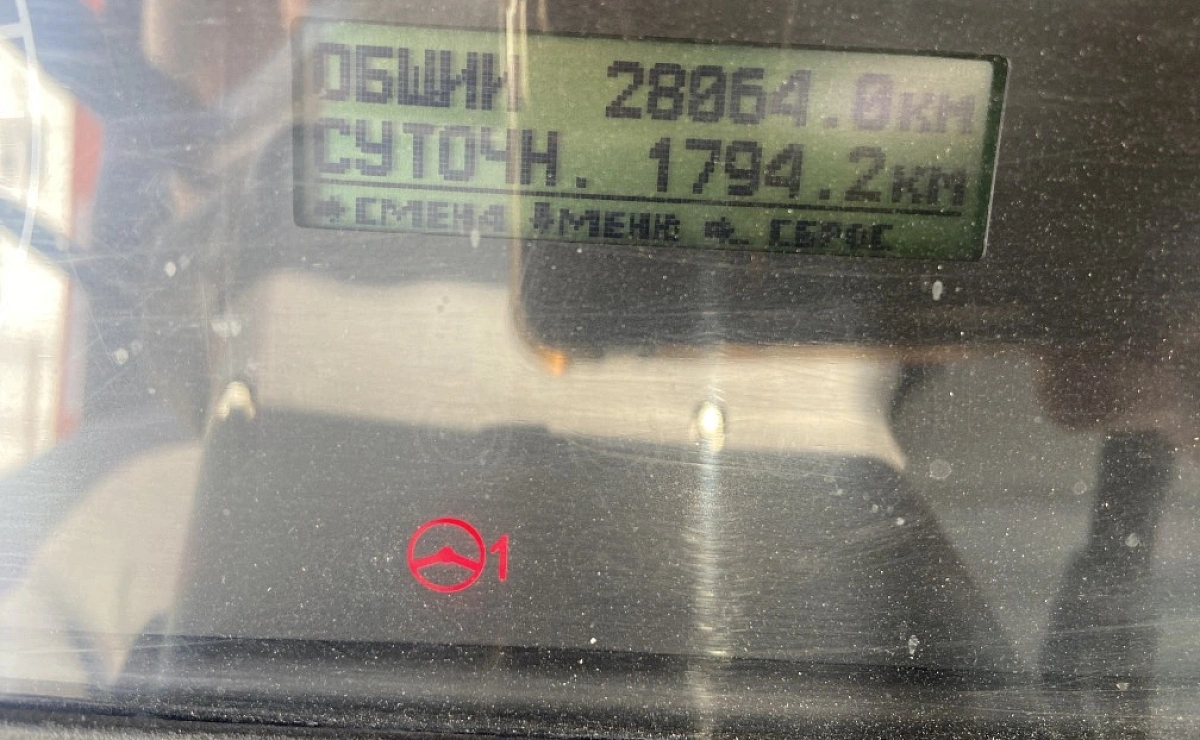 ОБЩИЙ 28064.0км
СУТОЧН. 1794.2км
СМЕНА МЕНЮ СБРОС
1